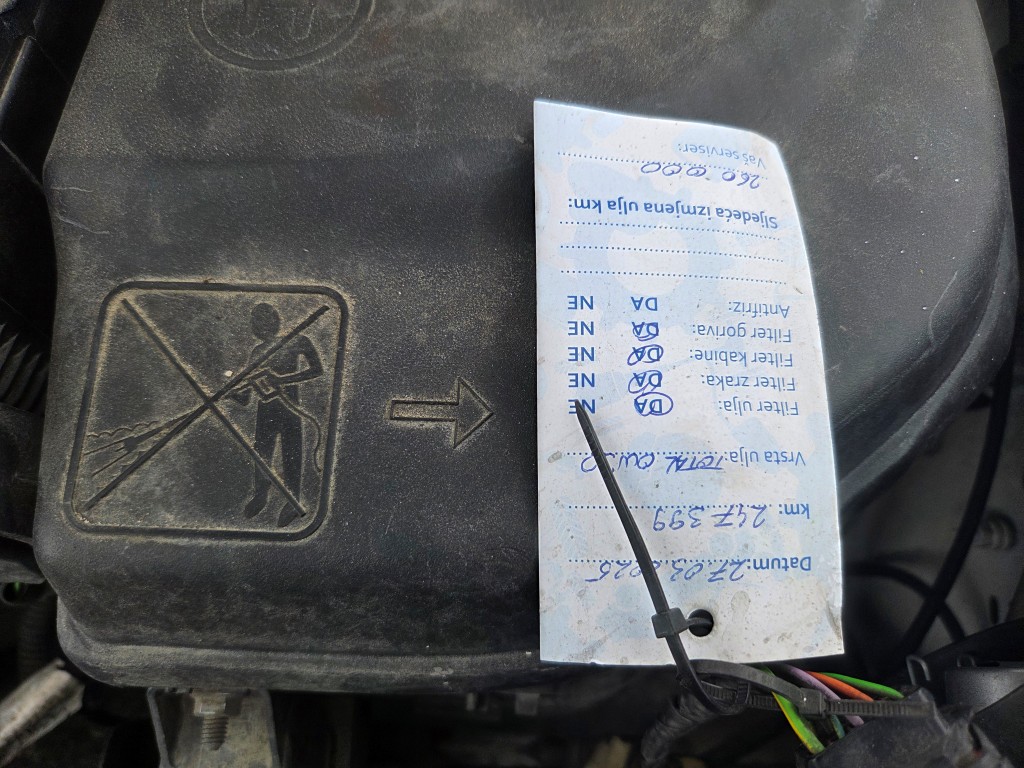 Datum: 27.03.2025
km: 247 399
Vrsta ulja: TOTAL 0W30
Filter ulja: DA NE
Filter zraka: DA NE
Filter kabine: DA NE
Filter goriva: DA NE
Antifriz: DA NE
Sljedeća izmjena ulja km:
260 000
Vaš serviser: